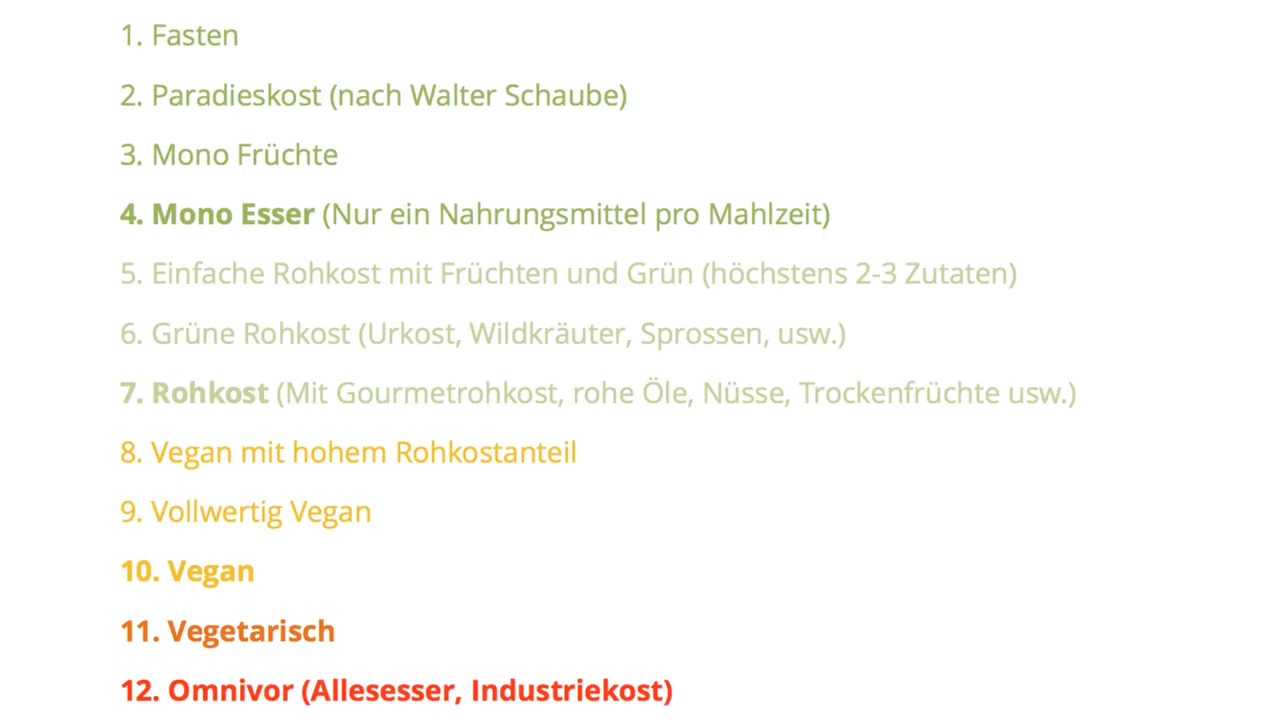 1. Fasten
2. Paradieskost (nach Walter Schaube)
3. Mono Früchte
4. Mono Esser (Nur ein Nahrungsmittel pro Mahlzeit)
5. Einfache Rohkost mit Früchten und Grün (höchstens 2-3 Zutaten)
6. Grüne Rohkost (Urkost, Wildkräuter, Sprossen, usw.)
7. Rohkost (Mit Gourmetrohkost, rohe Öle, Nüsse, Trockenfrüchte usw.)
8. Vegan mit hohem Rohkostanteil
9. Vollwertig Vegan
10. Vegan
11. Vegetarisch
12. Omnivor (Allesesser, Industriekost)